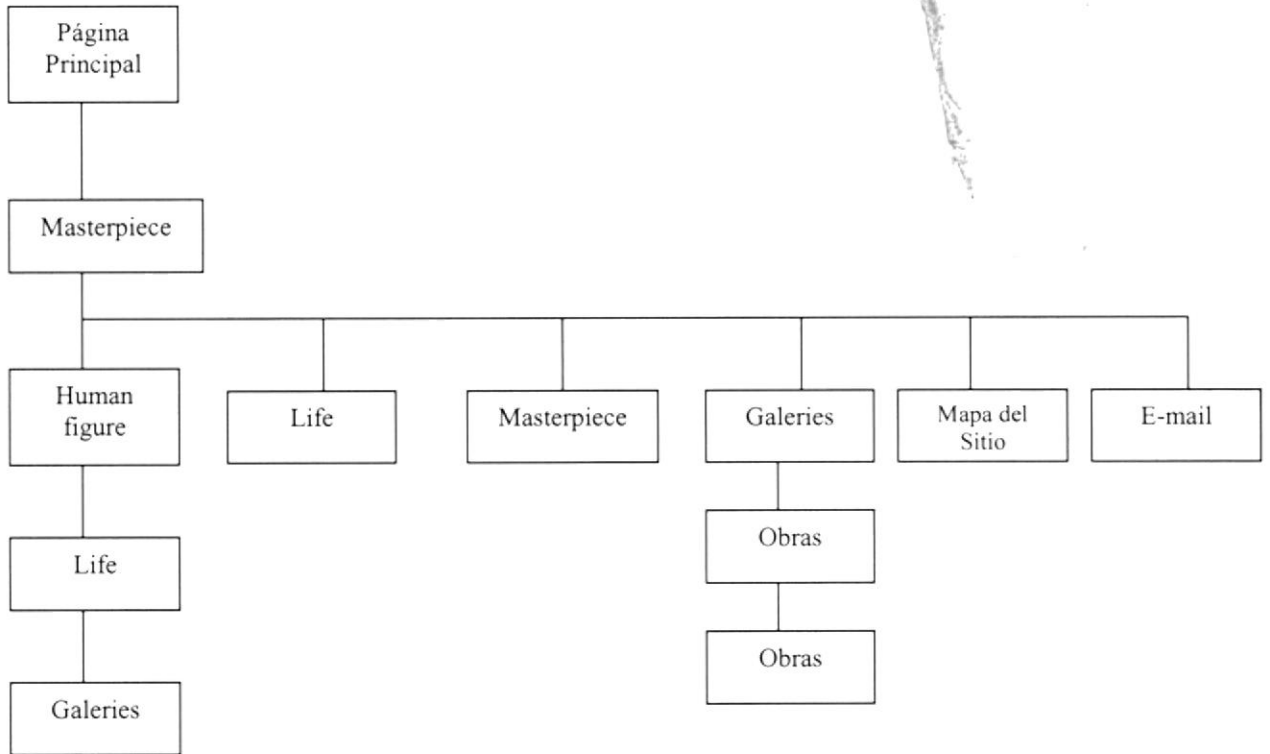 Página
Principal
Masterpiece
Human
figure
Life
Masterpiece
Galeries
Mapa del
Sitio
E-mail
Life
Obras
Obras
Galeries